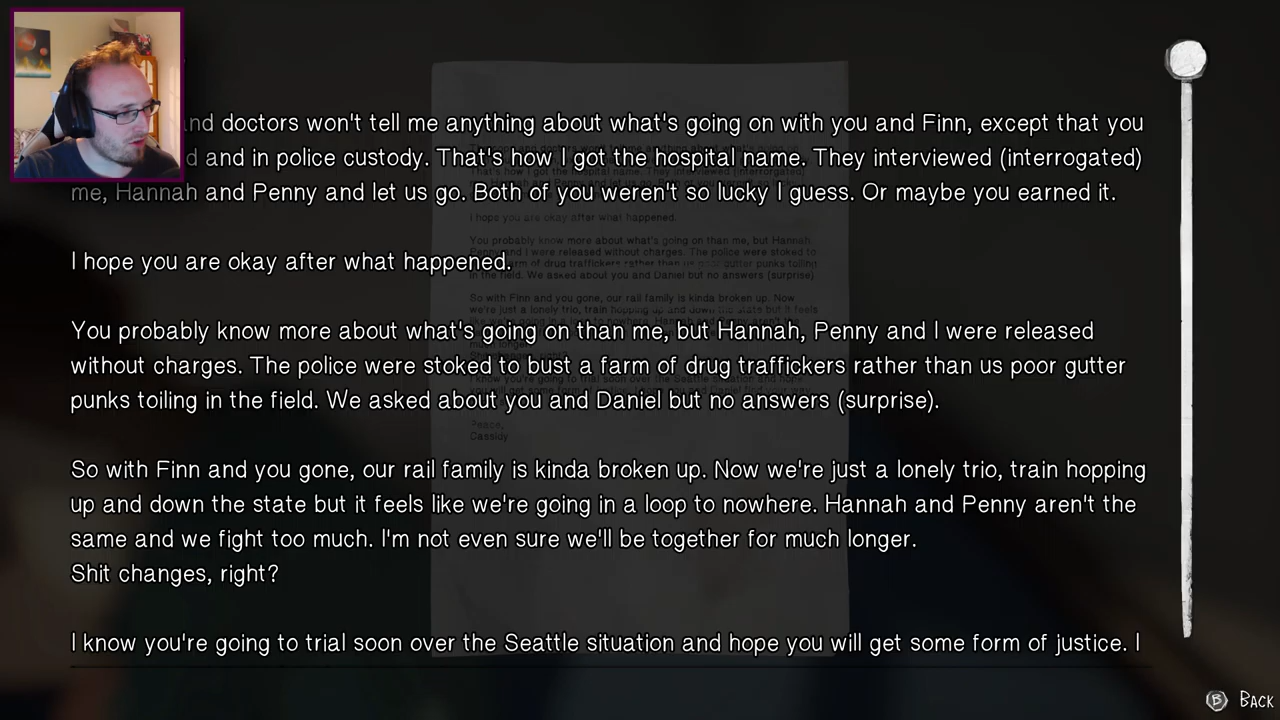 nd doctors won't tell me anything about what's going on with you and Finn, except that you
d and in police custody. That's how I got the hospital name. They interviewed (interrogated)
me, Hannah and Penny and let us go. Both of you weren't so lucky I guess. Or maybe you earned it.
I hope you are okay after what happened.
You probably know more about what's going on than me, but Hannah, Penny and I were released
without charges. The police were stoked to bust a farm of drug traffickers rather than us poor gutter
punks toiling in the field. We asked about you and Daniel but no answers (surprise).
So with Finn and you gone, our rail family is kinda broken up. Now we're just a lonely trio, train hopping
up and down the state but it feels like we're going in a loop to nowhere. Hannah and Penny aren't the
same and we fight too much. I'm not even sure we'll be together for much longer.
Shit changes, right?
I know you're going to trial soon over the Seattle situation and hope you will get some form of justice. I
Peace,
Cassidy
B BACK